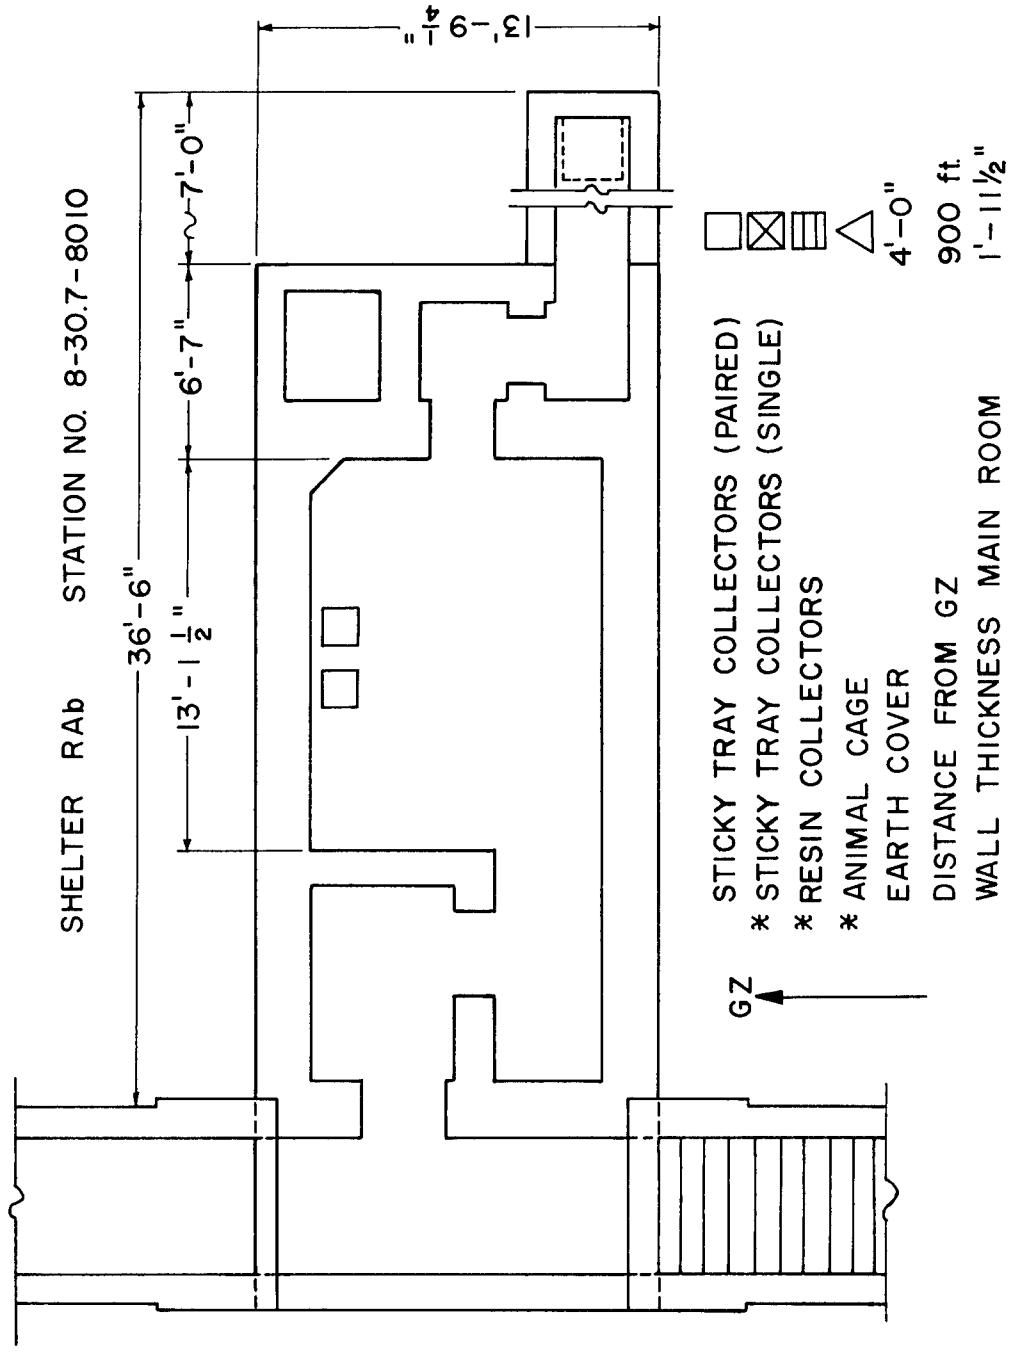 SHELTER RAb STATION NO. 8-30.7-8010
36'-6"
13'-1 1/2" 6'-7" 7'-0"
13'-9 1/4"
GZ
STICKY TRAY COLLECTORS (PAIRED)
* STICKY TRAY COLLECTORS (SINGLE)
* RESIN COLLECTORS
* ANIMAL CAGE
EARTH COVER 4'-0"
DISTANCE FROM GZ 900 ft.
WALL THICKNESS MAIN ROOM 1'-11 1/2"